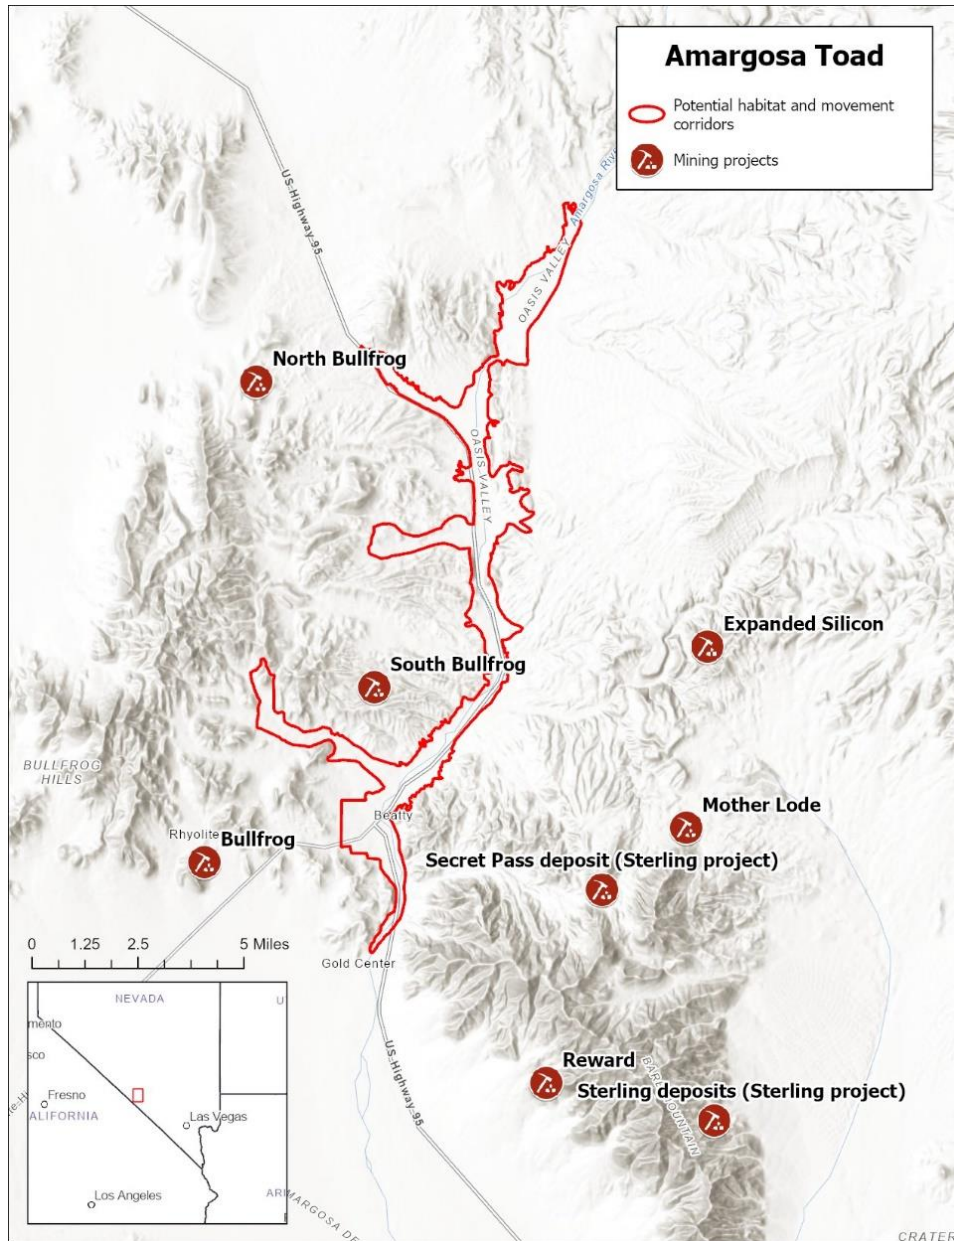 Amargosa Toad
Potential habitat and movement
corridors
Mining projects
US Highway 95
Amargosa River
OASIS VALLEY
North Bullfrog
OASIS VALLEY
Expanded Silicon
South Bullfrog
BULLFROG
HILLS
Mother Lode
Beatty
Rhyolite
Bullfrog
Secret Pass deposit (Sterling project)
0 1.25 2.5 5 Miles
Gold Center
NEVADA
U
mento
sco
Fresno
ALIFORNIA
Las Vegas
Los Angeles
AR
US Highway 95
Reward
Sterling deposits (Sterling project)
MOUNTAIN
MARGOSA DE
CRATER